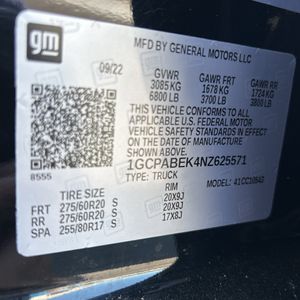 gm
MFD BY GENERAL MOTORS LLC
09/22 GVWR GAWR FRT GAWR RR
3085 KG 1678 KG 1724 KG
6800 LB 3700 LB 3800 LB
THIS VEHICLE CONFORMS TO ALL
APPLICABLE U.S. FEDERAL MOTOR
VEHICLE SAFETY STANDARDS IN EFFECT
ON THE DATE OF MANUFACTURE
SHOWN ABOVE.
8555 1GCPABEK4NZ625571
TYPE: TRUCK
TIRE SIZE RIM
FRT 275/60R20 S 20X9J
RR 275/60R20 S 20X9J
SPA 255/80R17 S 17X8J